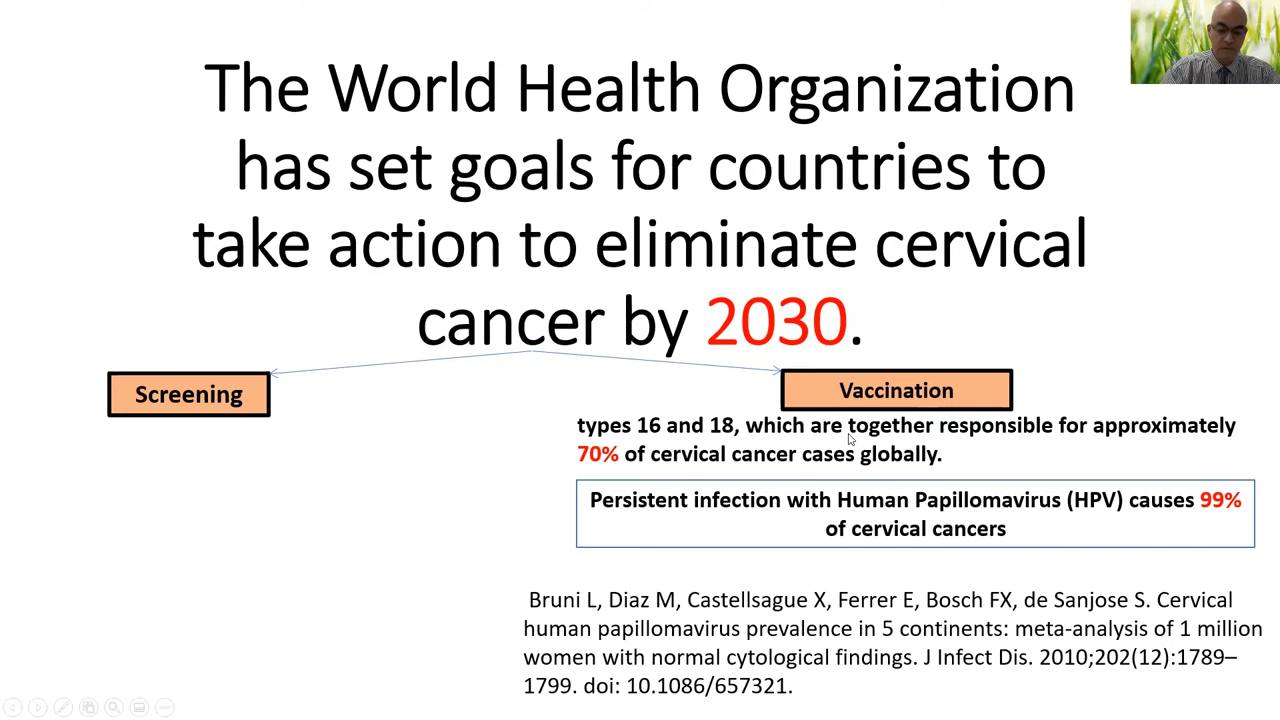 The World Health Organization
has set goals for countries to
take action to eliminate cervical
cancer by 2030.
Screening
Vaccination
types 16 and 18, which are together responsible for approximately
70% of cervical cancer cases globally.
Persistent infection with Human Papillomavirus (HPV) causes 99%
of cervical cancers
Bruni L, Diaz M, Castellsague X, Ferrer E, Bosch FX, de Sanjose S. Cervical
human papillomavirus prevalence in 5 continents: meta-analysis of 1 million
women with normal cytological findings. J Infect Dis. 2010;202(12):1789–
1799. doi: 10.1086/657321.